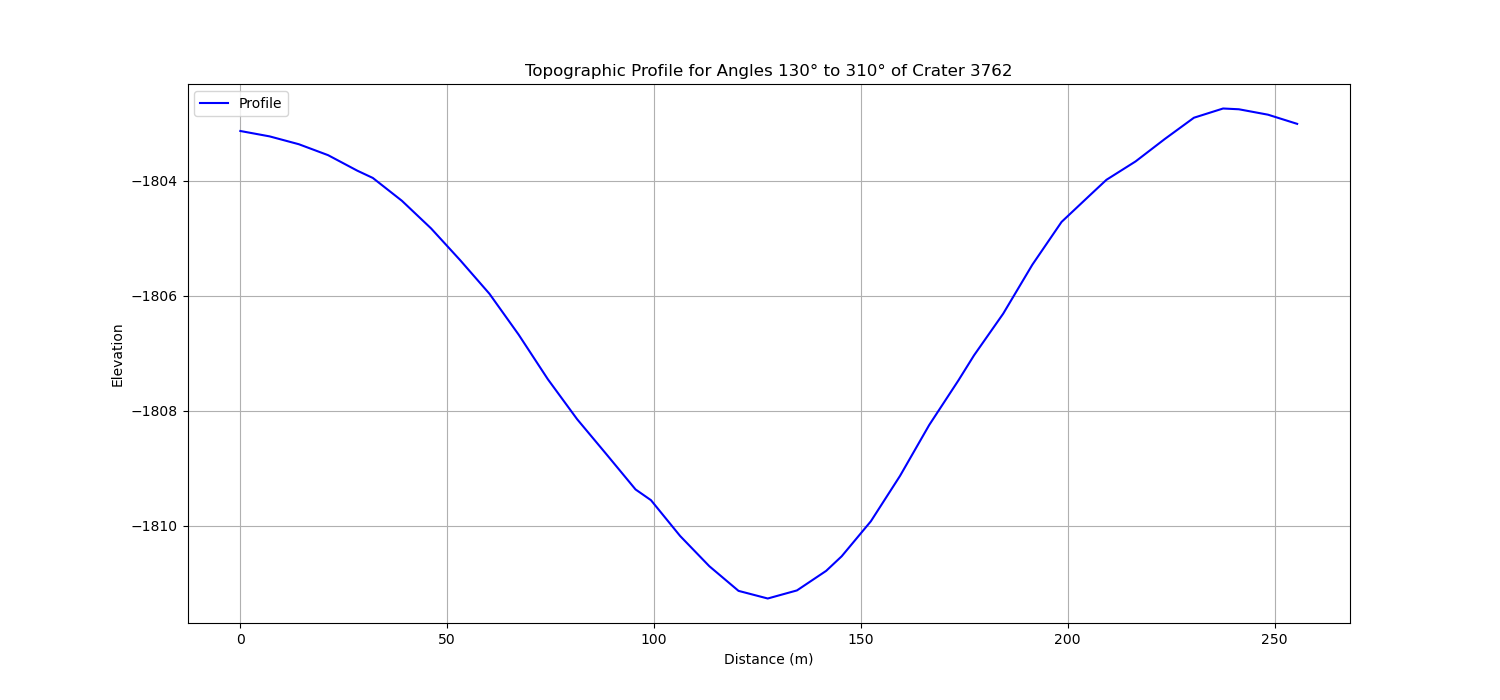 Topographic Profile for Angles 130° to 310° of Crater 3762
Profile
−1804
−1806
−1808
−1810
Elevation
0
50
100
150
200
250
Distance (m)